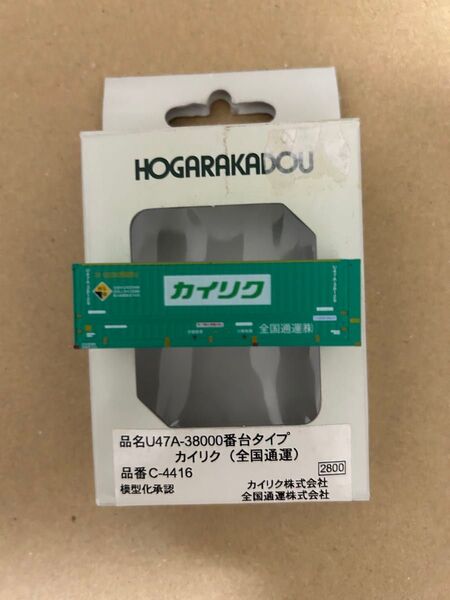 HOGARAKADOU
カイリク
全国通運㈱
品名U47A-38000番台タイプ
カイリク（全国通運）
品番C-4416
2800
模型化承認
カイリク株式会社
全国通運株式会社